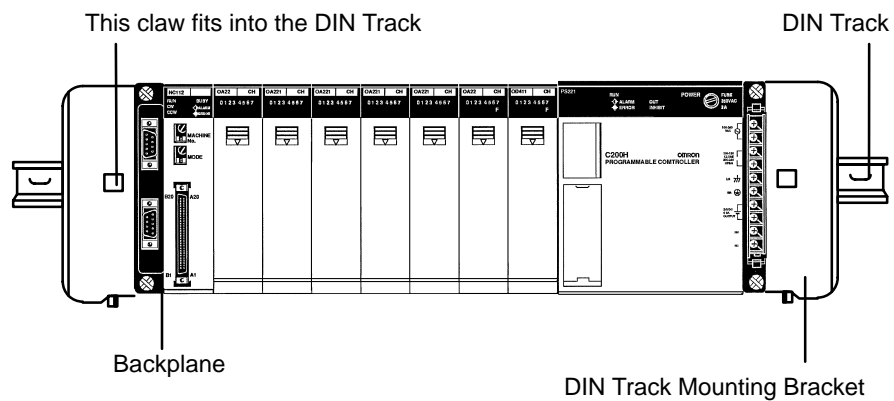 This claw fits into the DIN Track
DIN Track
NC112
RUN BUSY
CW ALARM
CCW ERROR
MACHINE No.
MODE
B20 A20
B1 A1
OA22 CH
0 1 2 3 4 5 6 7
OA221 CH
0 1 2 3 4 5 6 7
OA221 CH
0 1 2 3 4 5 6 7
OA221 CH
0 1 2 3 4 5 6 7
OA221 CH
0 1 2 3 4 5 6 7
OA22 CH
0 1 2 3 4 5 6 7
F
OD411 CH
0 1 2 3 4 5 6 7
F
PS221
RUN
ALARM OUT
ERROR INHIBIT
POWER
FUSE
250VAC
2A
C200H omron
PROGRAMMABLE COMTROLLER
OUTPUT
Backplane
DIN Track Mounting Bracket